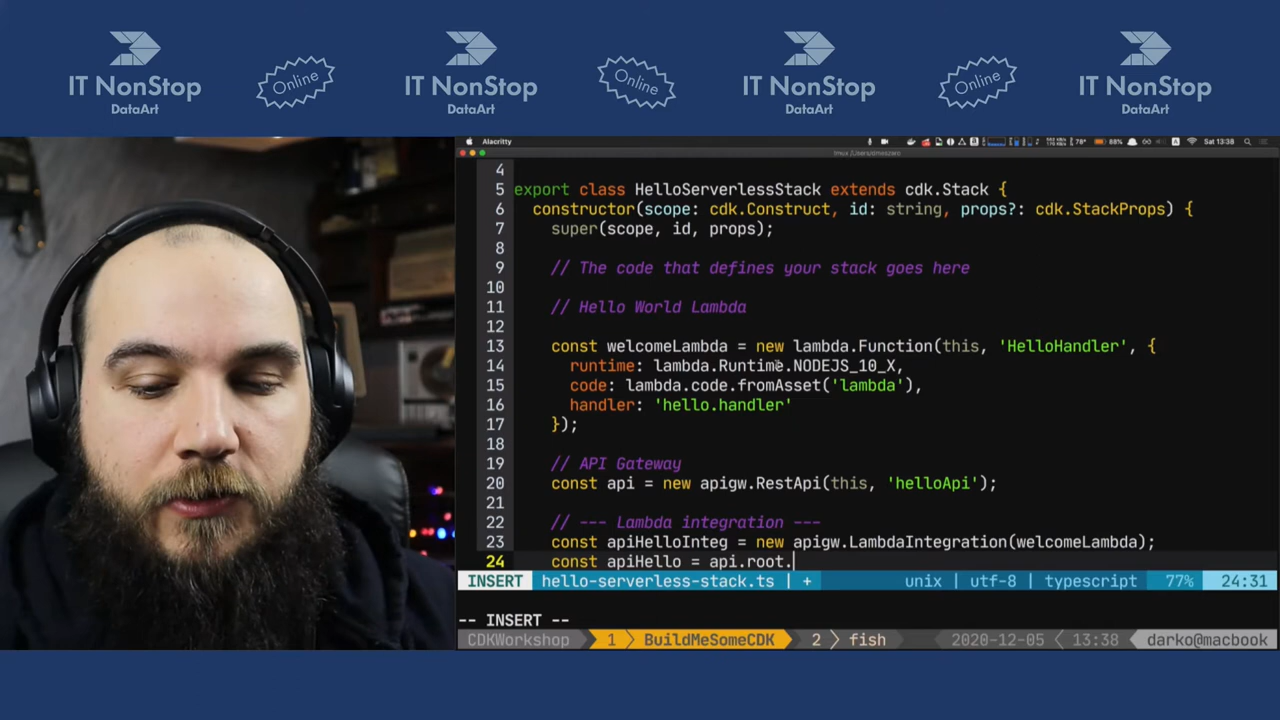 IT NonStop
DataArt
Online
IT NonStop
DataArt
Online
IT NonStop
DataArt
Online
IT NonStop
DataArt
Alacritty
88%
Sat 13:38
4
5 export class HelloServerlessStack extends cdk.Stack {
6 constructor(scope: cdk.Construct, id: string, props?: cdk.StackProps) {
7 super(scope, id, props);
8
9 // The code that defines your stack goes here
10
11 // Hello World Lambda
12
13 const welcomeLambda = new lambda.Function(this, 'HelloHandler', {
14 runtime: lambda.Runtime.NODEJS_10_X,
15 code: lambda.code.fromAsset('lambda'),
16 handler: 'hello.handler'
17 });
18
19 // API Gateway
20 const api = new apigw.RestApi(this, 'helloApi');
21
22 // --- Lambda integration ---
23 const apiHelloInteg = new apigw.LambdaIntegration(welcomeLambda);
24 const apiHello = api.root.
INSERT hello-serverless-stack.ts | + unix | utf-8 | typescript 77% 24:31
-- INSERT --
CDKWorkshop 1 BuildMeSomeCDK 2 fish 2020-12-05 13:38 darko@macbook